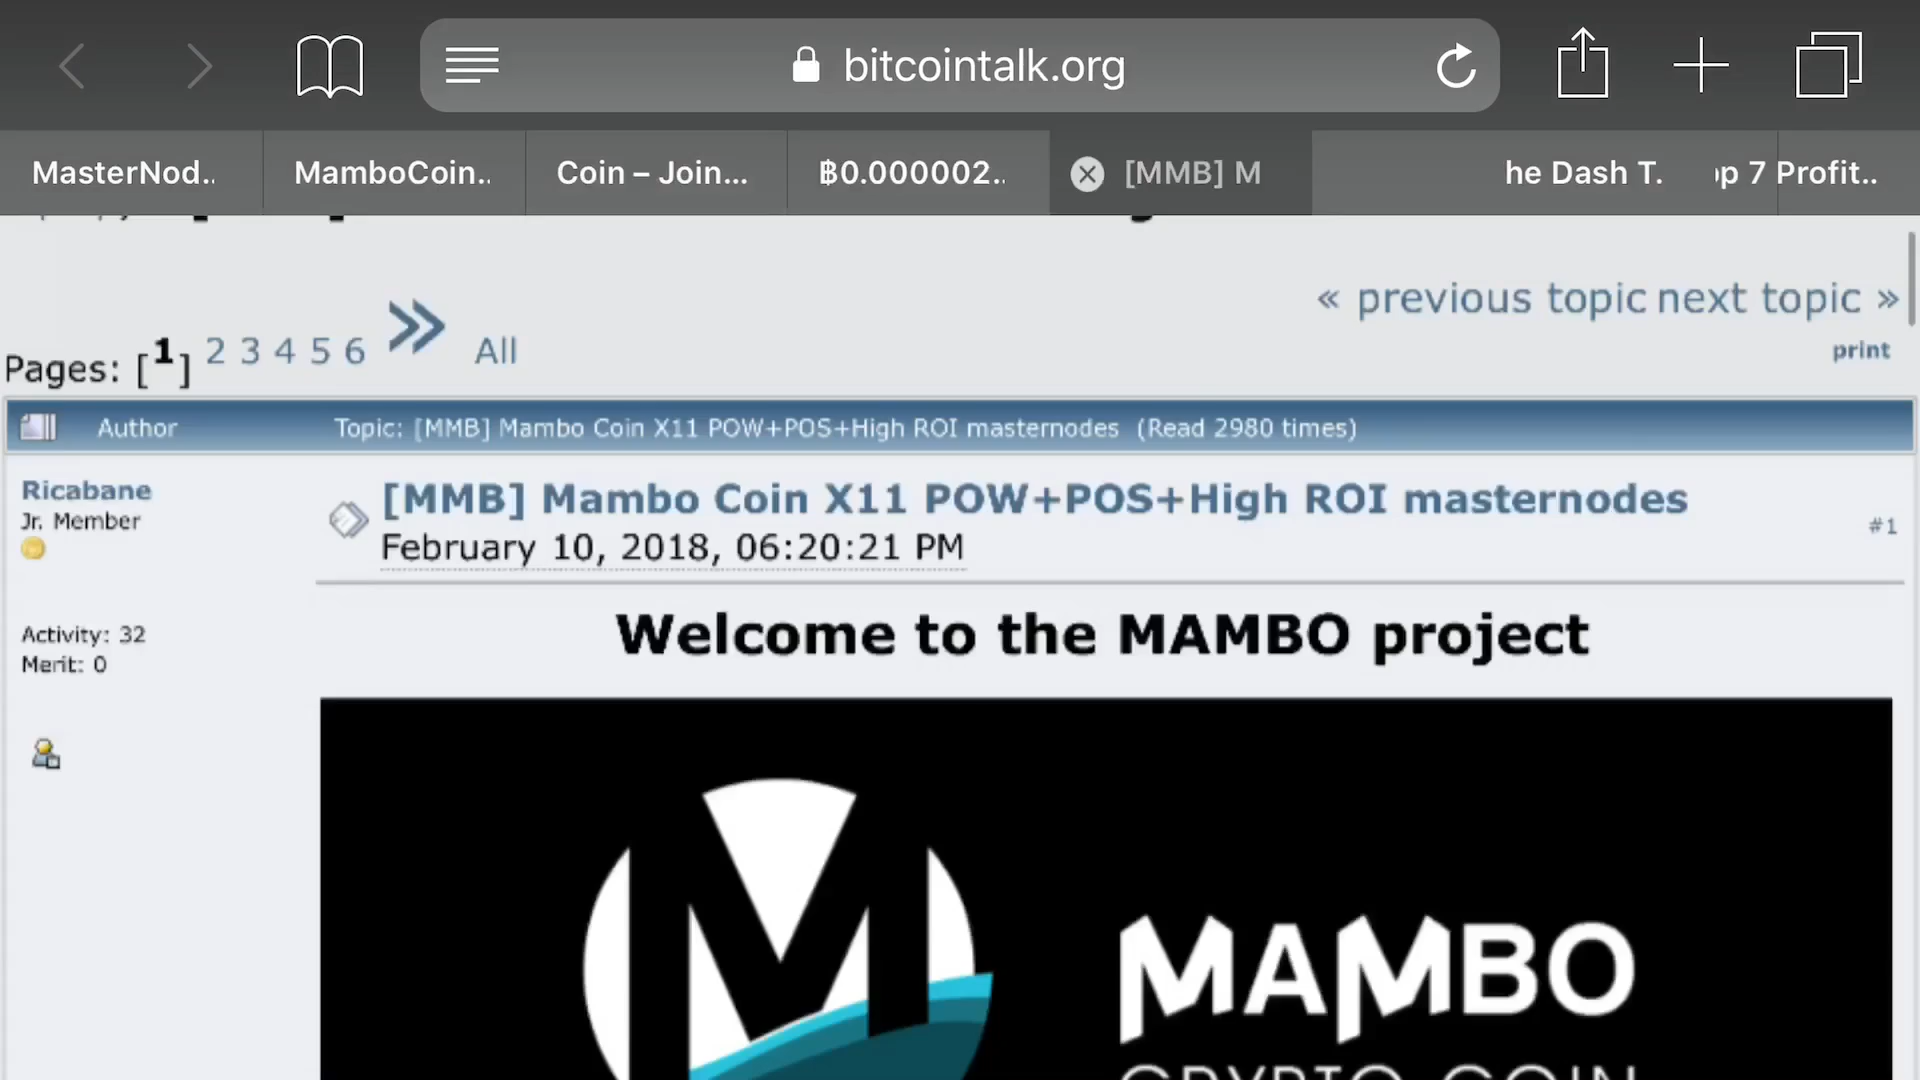 bitcointalk.org
MasterNod..
MamboCoin..
Coin – Join...
฿0.000002..
[MMB] M
he Dash T.
op 7 Profit..
« previous topic next topic »
print
Pages: [1] 2 3 4 5 6 » All
Author
Topic: [MMB] Mambo Coin X11 POW+POS+High ROI masternodes (Read 2980 times)
Ricabane
Jr. Member
[MMB] Mambo Coin X11 POW+POS+High ROI masternodes
February 10, 2018, 06:20:21 PM
#1
Activity: 32
Merit: 0
Welcome to the MAMBO project
MAMBO
CRYPTO COIN